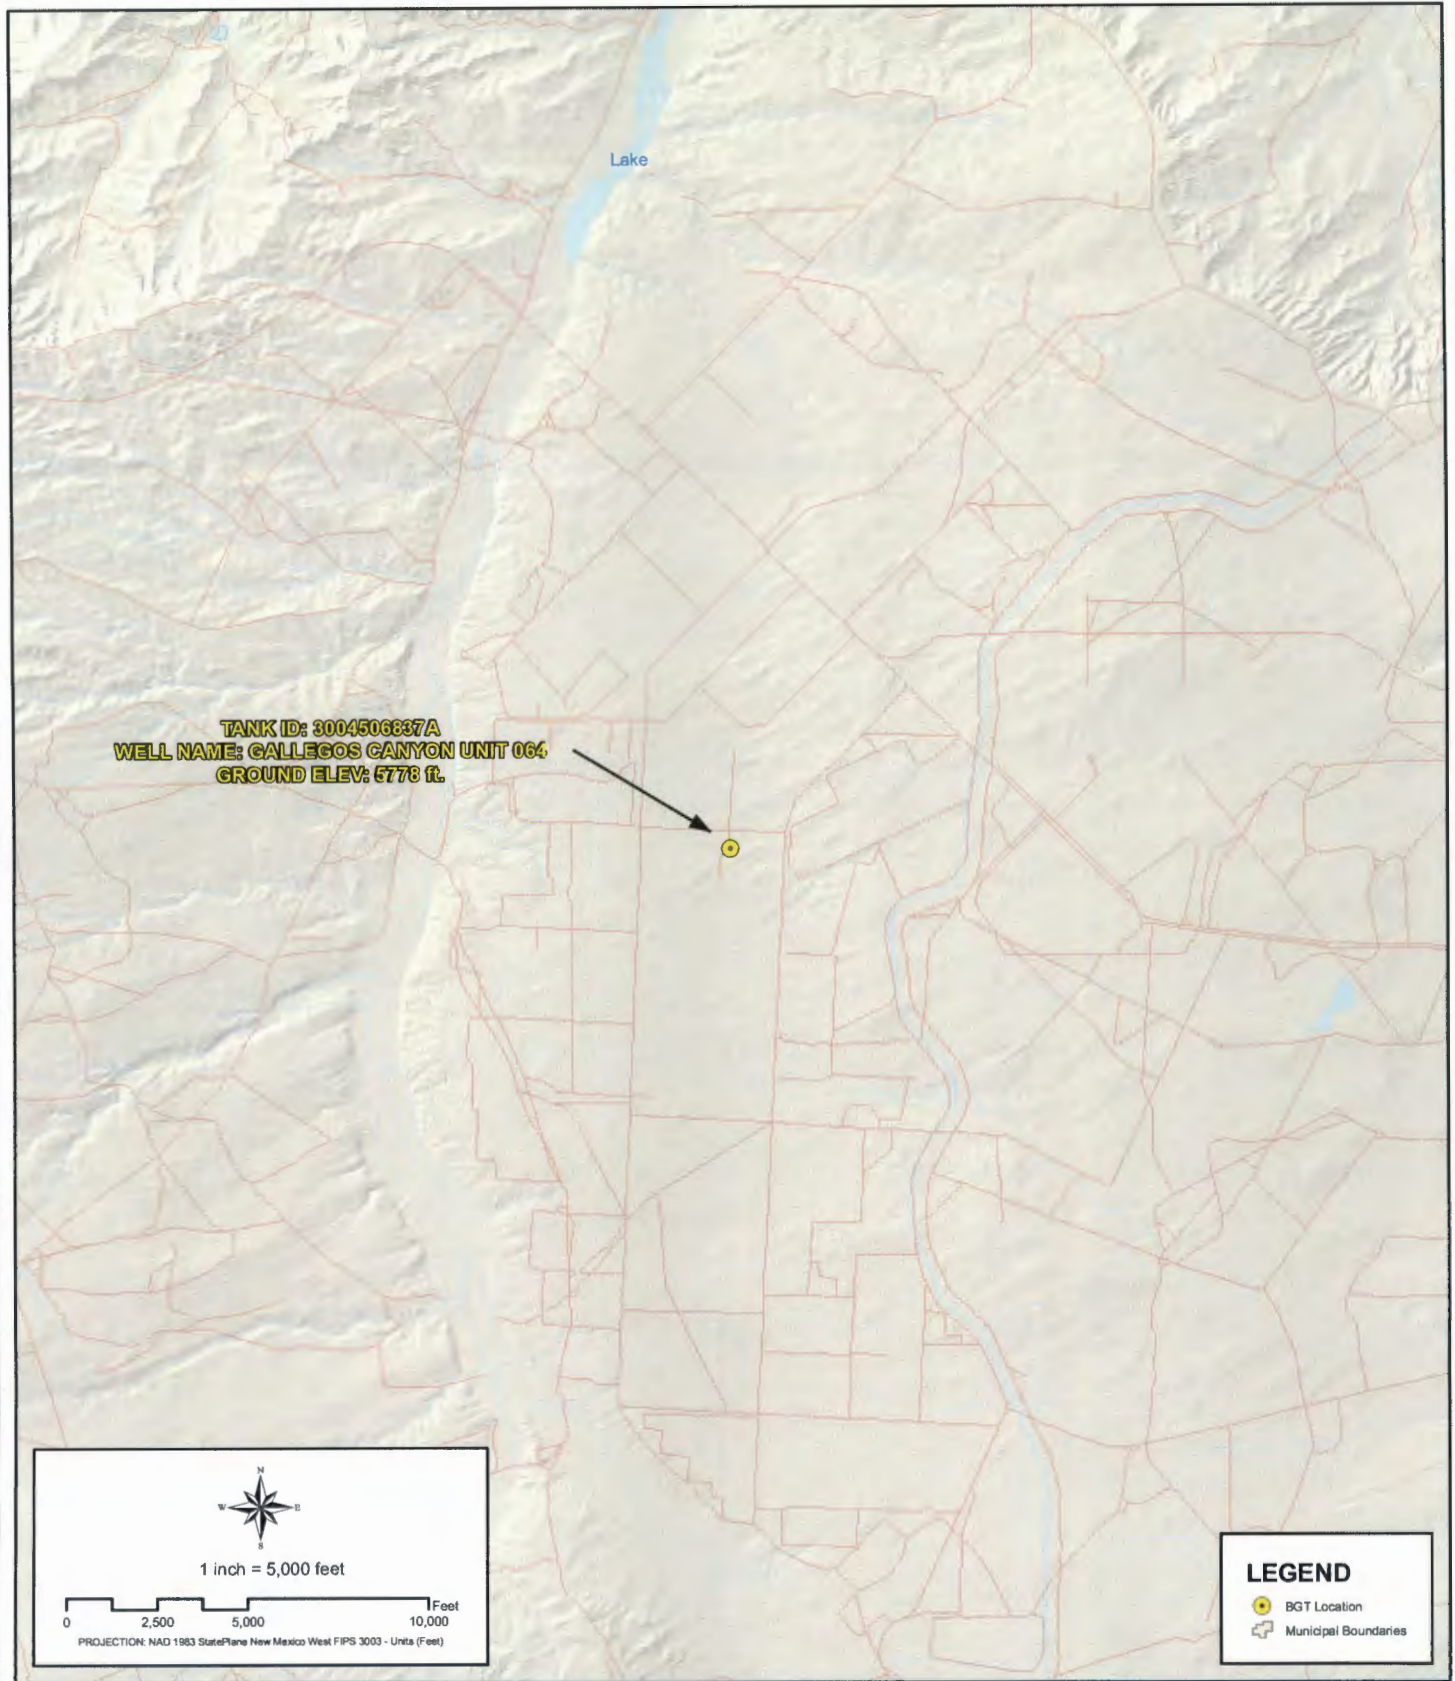 Lake
TANK ID: 3004506837A
WELL NAME: GALLEGOS CANYON UNIT 064
GROUND ELEV: 5778 ft.
N
W E
S
1 inch = 5,000 feet
Feet
0 2,500 5,000 10,000
PROJECTION: NAD 1983 StatePlane New Mexico West FIPS 3003 - Units (Feet)
LEGEND
BGT Location
Municipal Boundaries